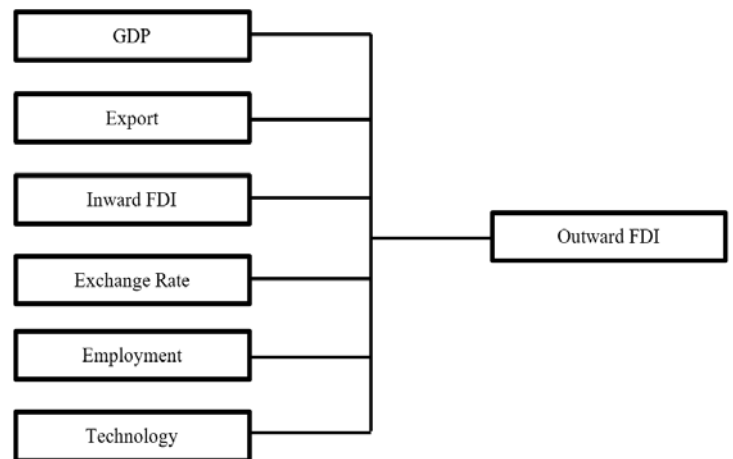 GDP
Export
Inward FDI
Outward FDI
Exchange Rate
Employment
Technology